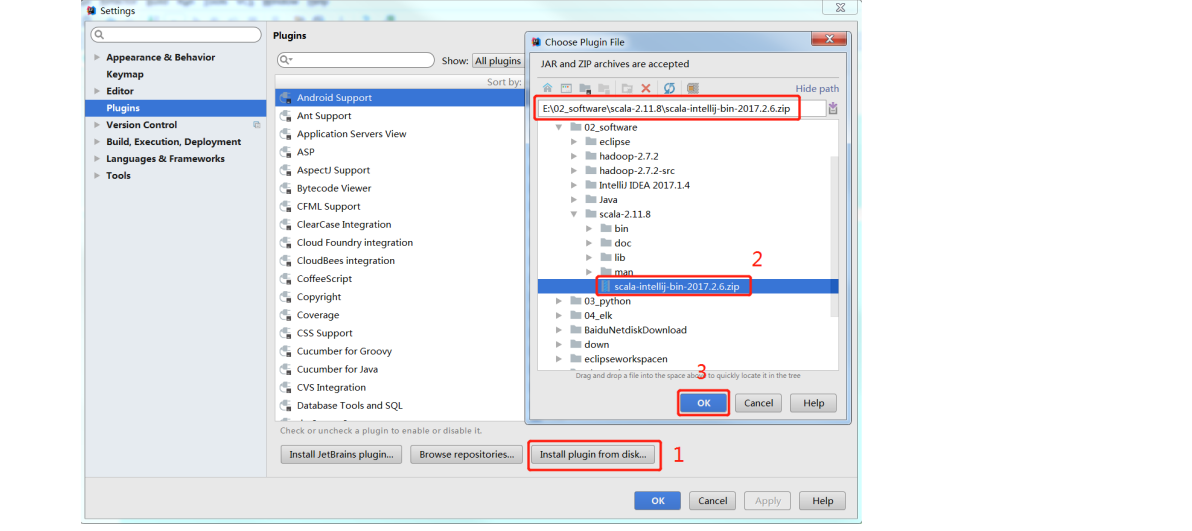 Settings
Appearance & Behavior
Keymap
Editor
Plugins
Version Control
Build, Execution, Deployment
Languages & Frameworks
Tools
Plugins
Show: All plugins
Sort by:
Android Support
Ant Support
Application Servers View
ASP
AspectJ Support
Bytecode Viewer
CFML Support
ClearCase Integration
Cloud Foundry integration
CloudBees integration
CoffeeScript
Copyright
Coverage
CSS Support
Cucumber for Groovy
Cucumber for Java
CVS Integration
Database Tools and SQL
Check or uncheck a plugin to enable or disable it.
Install JetBrains plugin...
Browse repositories...
Install plugin from disk...
1
Choose Plugin File
JAR and ZIP archives are accepted
Hide path
E:\02_software\scala-2.11.8\scala-intellij-bin-2017.2.6.zip
02_software
eclipse
hadoop-2.7.2
hadoop-2.7.2-src
IntelliJ IDEA 2017.1.4
Java
scala-2.11.8
bin
doc
lib
man
2
scala-intellij-bin-2017.2.6.zip
03_python
04_elk
BaiduNetdiskDownload
down
eclipseworkspacen
Drag and drop a file into the space above to quickly locate it in the tree
3
OK
Cancel
Help
OK
Cancel
Apply
Help